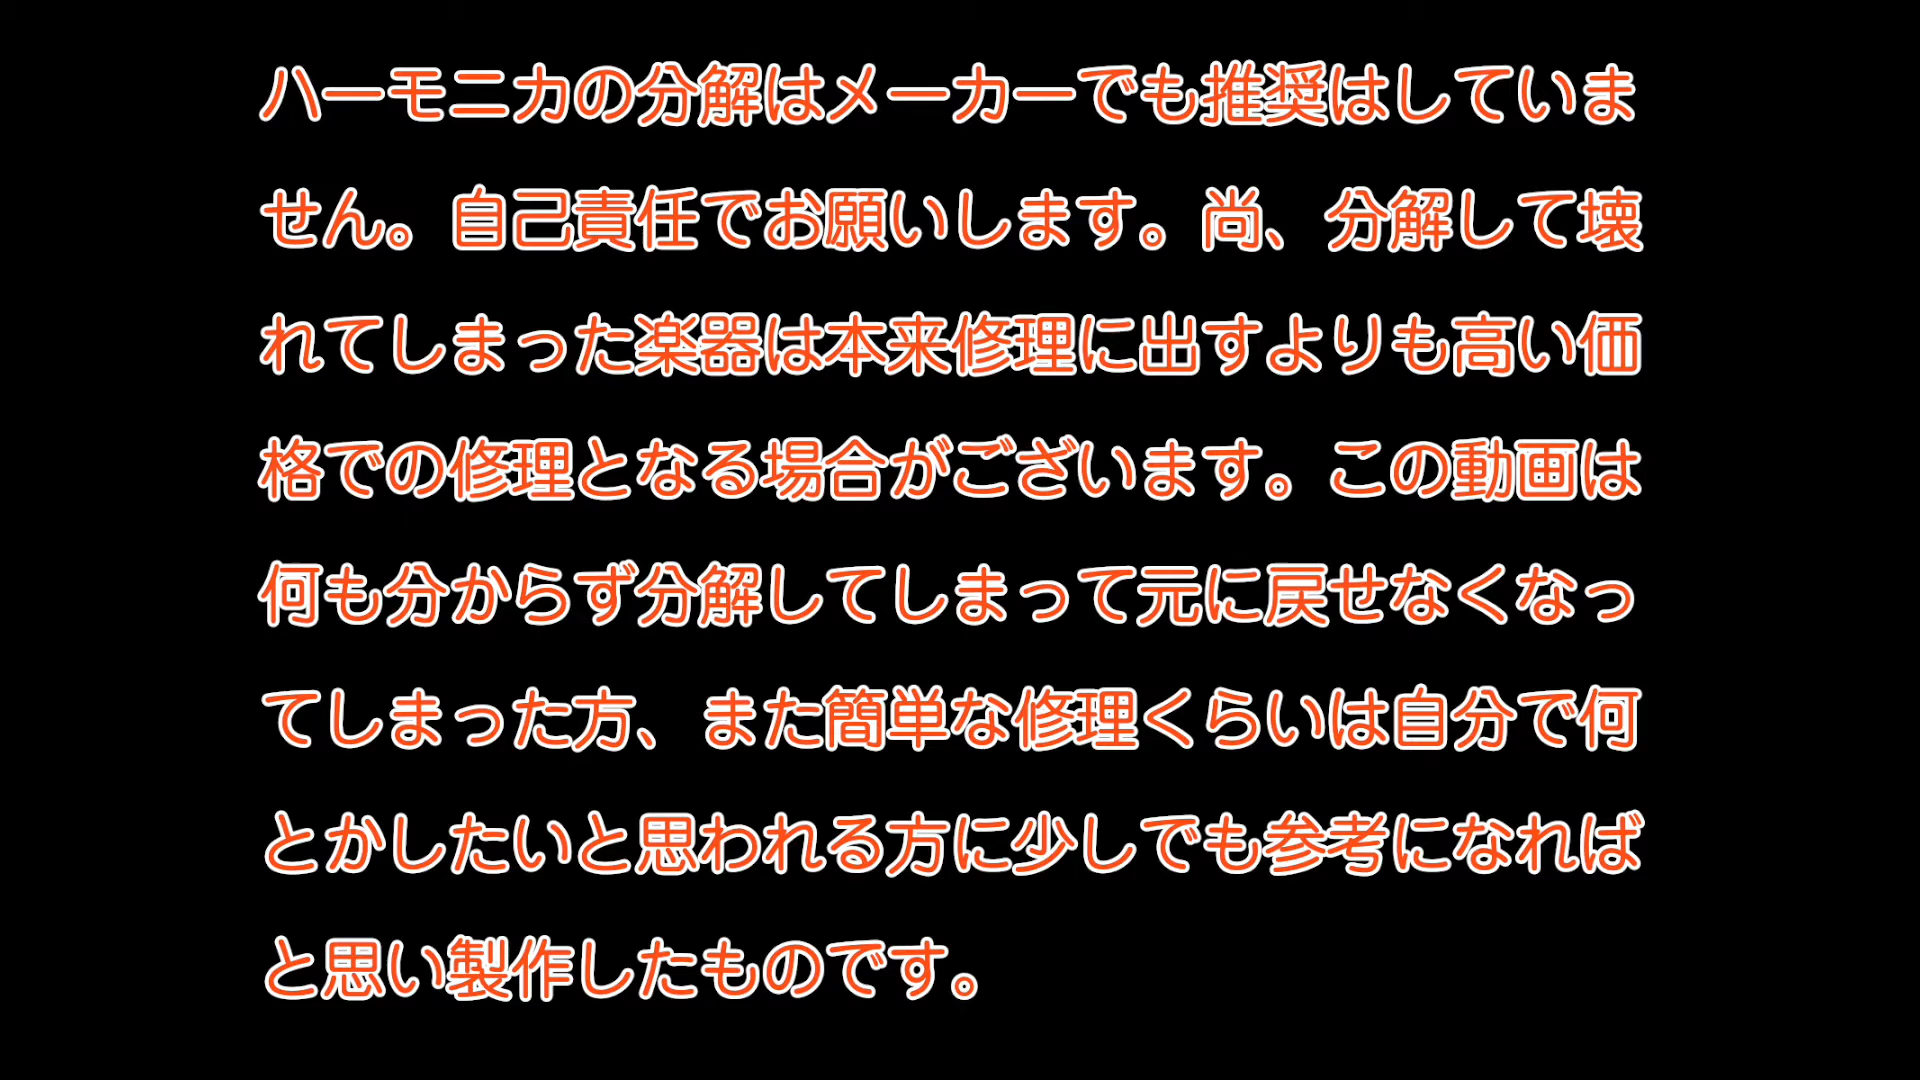 ハーモニカの分解はメーカーでも推奨はしていま
せん。自己責任でお願いします。尚、分解して壊
れてしまった楽器は本来修理に出すよりも高い価
格での修理となる場合がございます。この動画は
何も分からず分解してしまって元に戻せなくなっ
てしまった方、また簡単な修理くらいは自分で何
とかしたいと思われる方に少しでも参考になれば
と思い製作したものです。